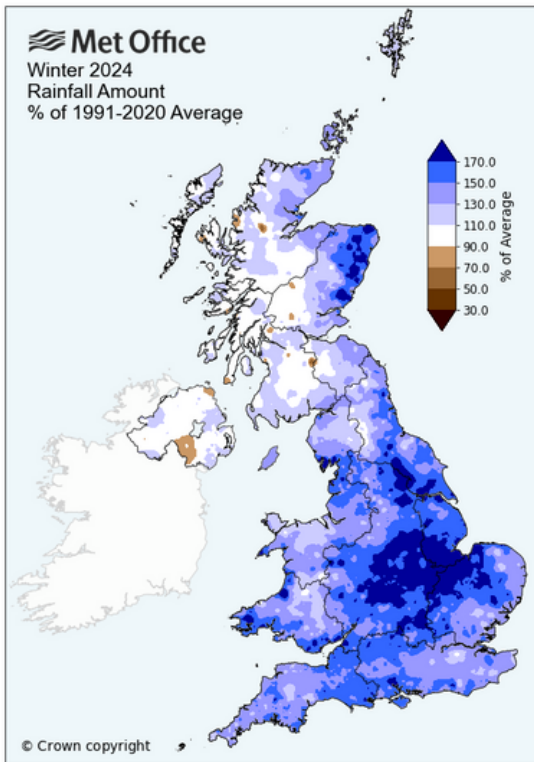 Met Office
Winter 2024
Rainfall Amount
% of 1991-2020 Average
170.0
150.0
130.0
110.0
90.0
70.0
50.0
30.0
% of Average
© Crown copyright